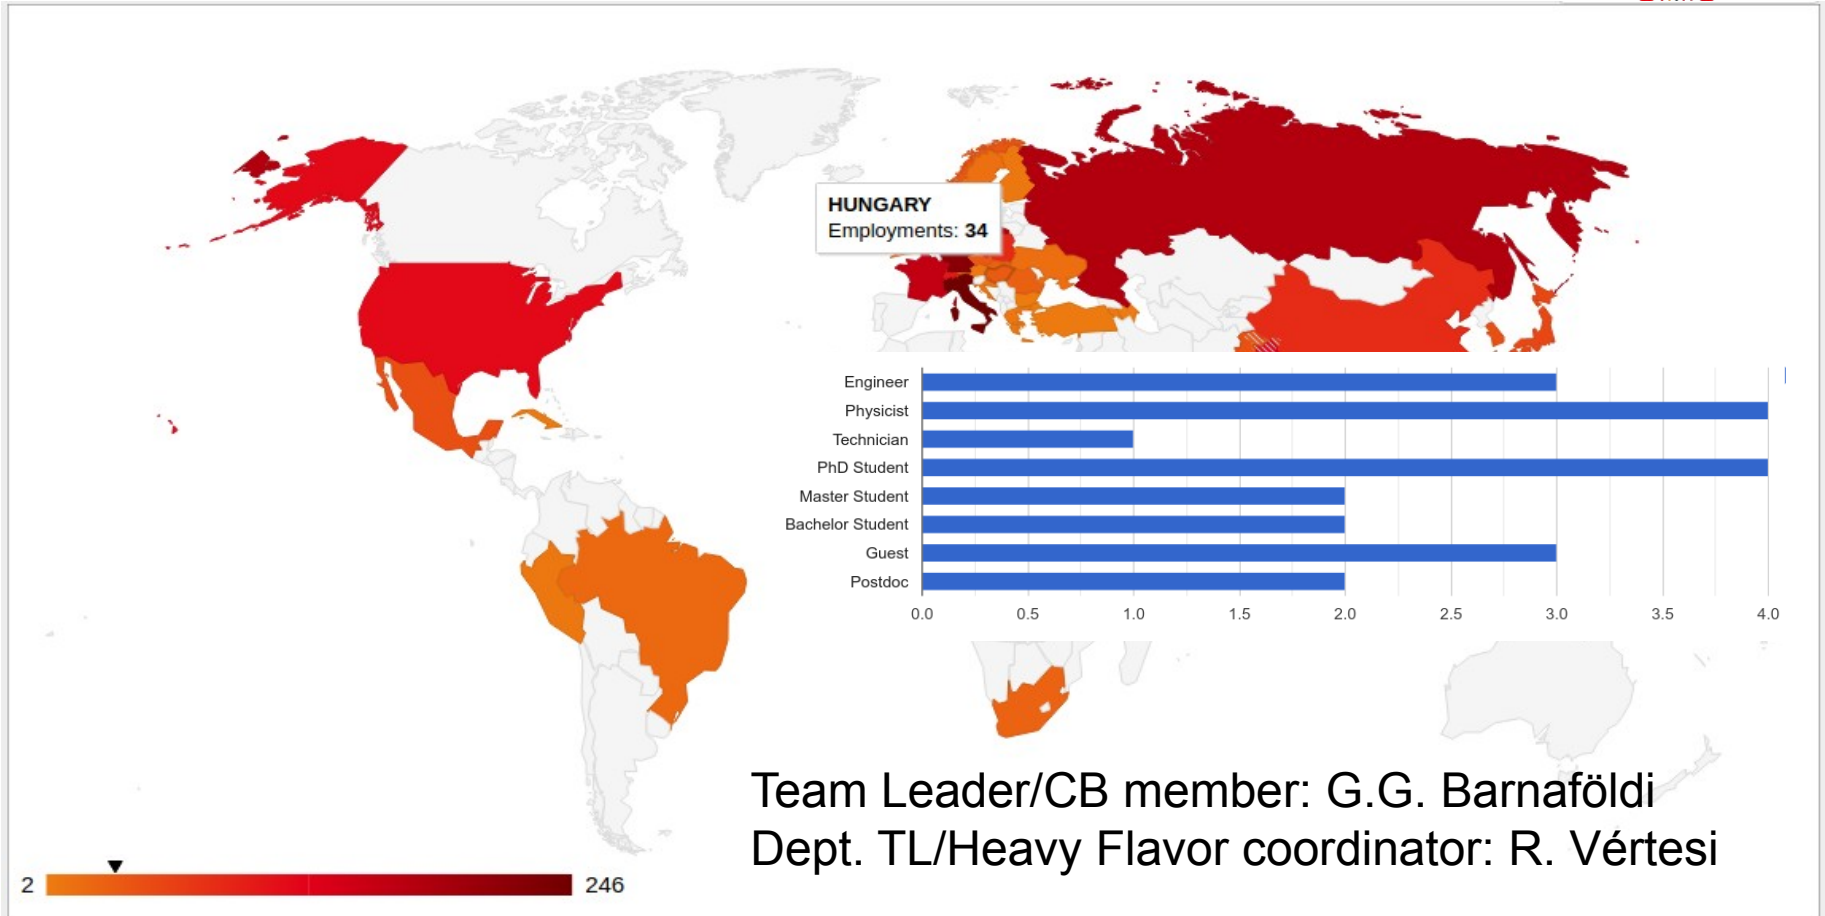 HUNGARY
Employments: 34
Engineer
Physicist
Technician
PhD Student
Master Student
Bachelor Student
Guest
Postdoc
0.0 0.5 1.0 1.5 2.0 2.5 3.0 3.5 4.0
Team Leader/CB member: G.G. Barnaföldi
Dept. TL/Heavy Flavor coordinator: R. Vértesi
2 246